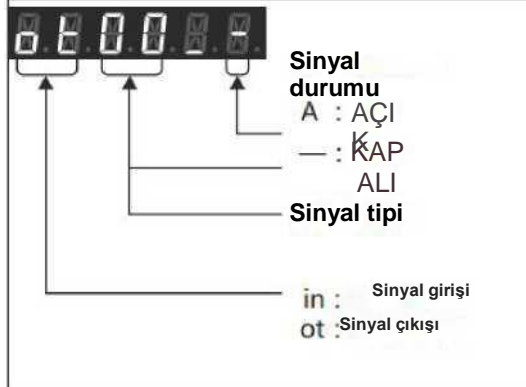 ot00_-
Sinyal
durumu
A : AÇI
K
— : KAP
ALI
Sinyal tipi
in : Sinyal girişi
ot : Sinyal çıkışı